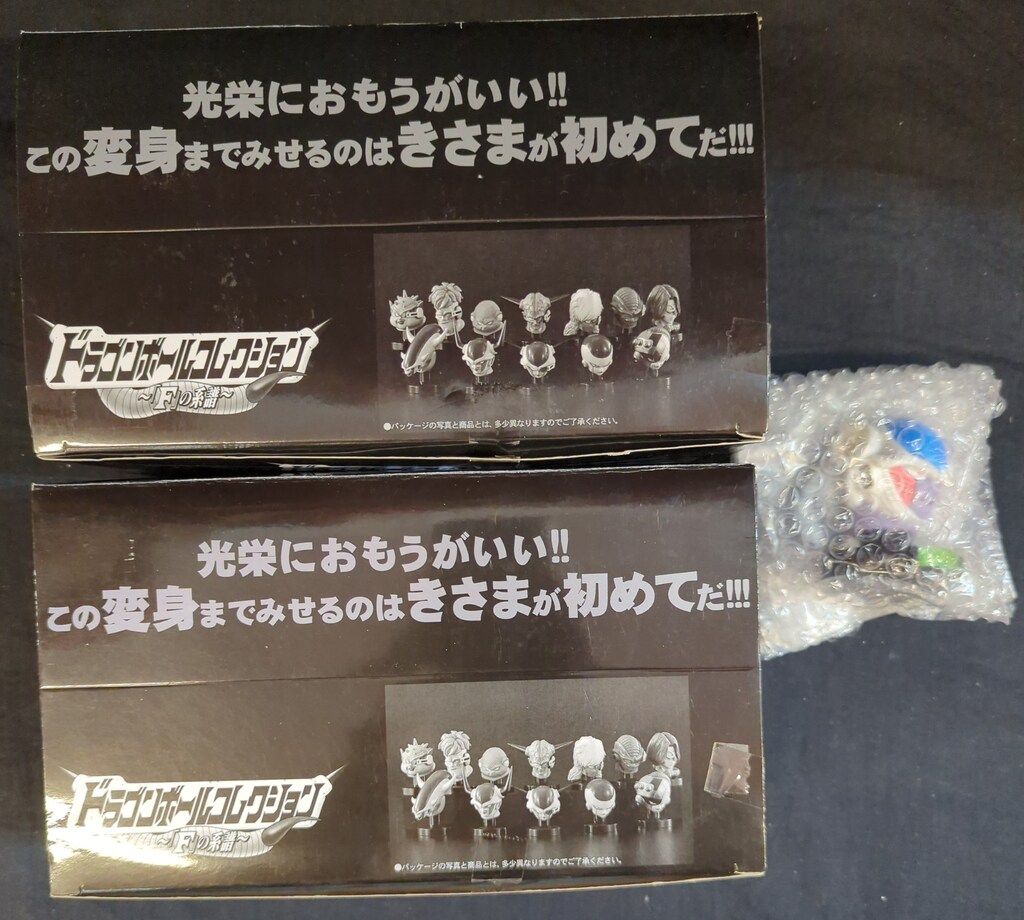 光栄におもうがいい!!
この変身までみせるのはきさまが初めてだ!!!
ドラゴンボールコレクション
~「F」の系譜~
●パッケージの写真と商品とは、多少異なりますのでご了承ください。
光栄におもうがいい!!
この変身までみせるのはきさまが初めてだ!!!
ドラゴンボールコレクション
~「F」の系譜~
●パッケージの写真と商品とは、多少異なりますのでご了承ください。